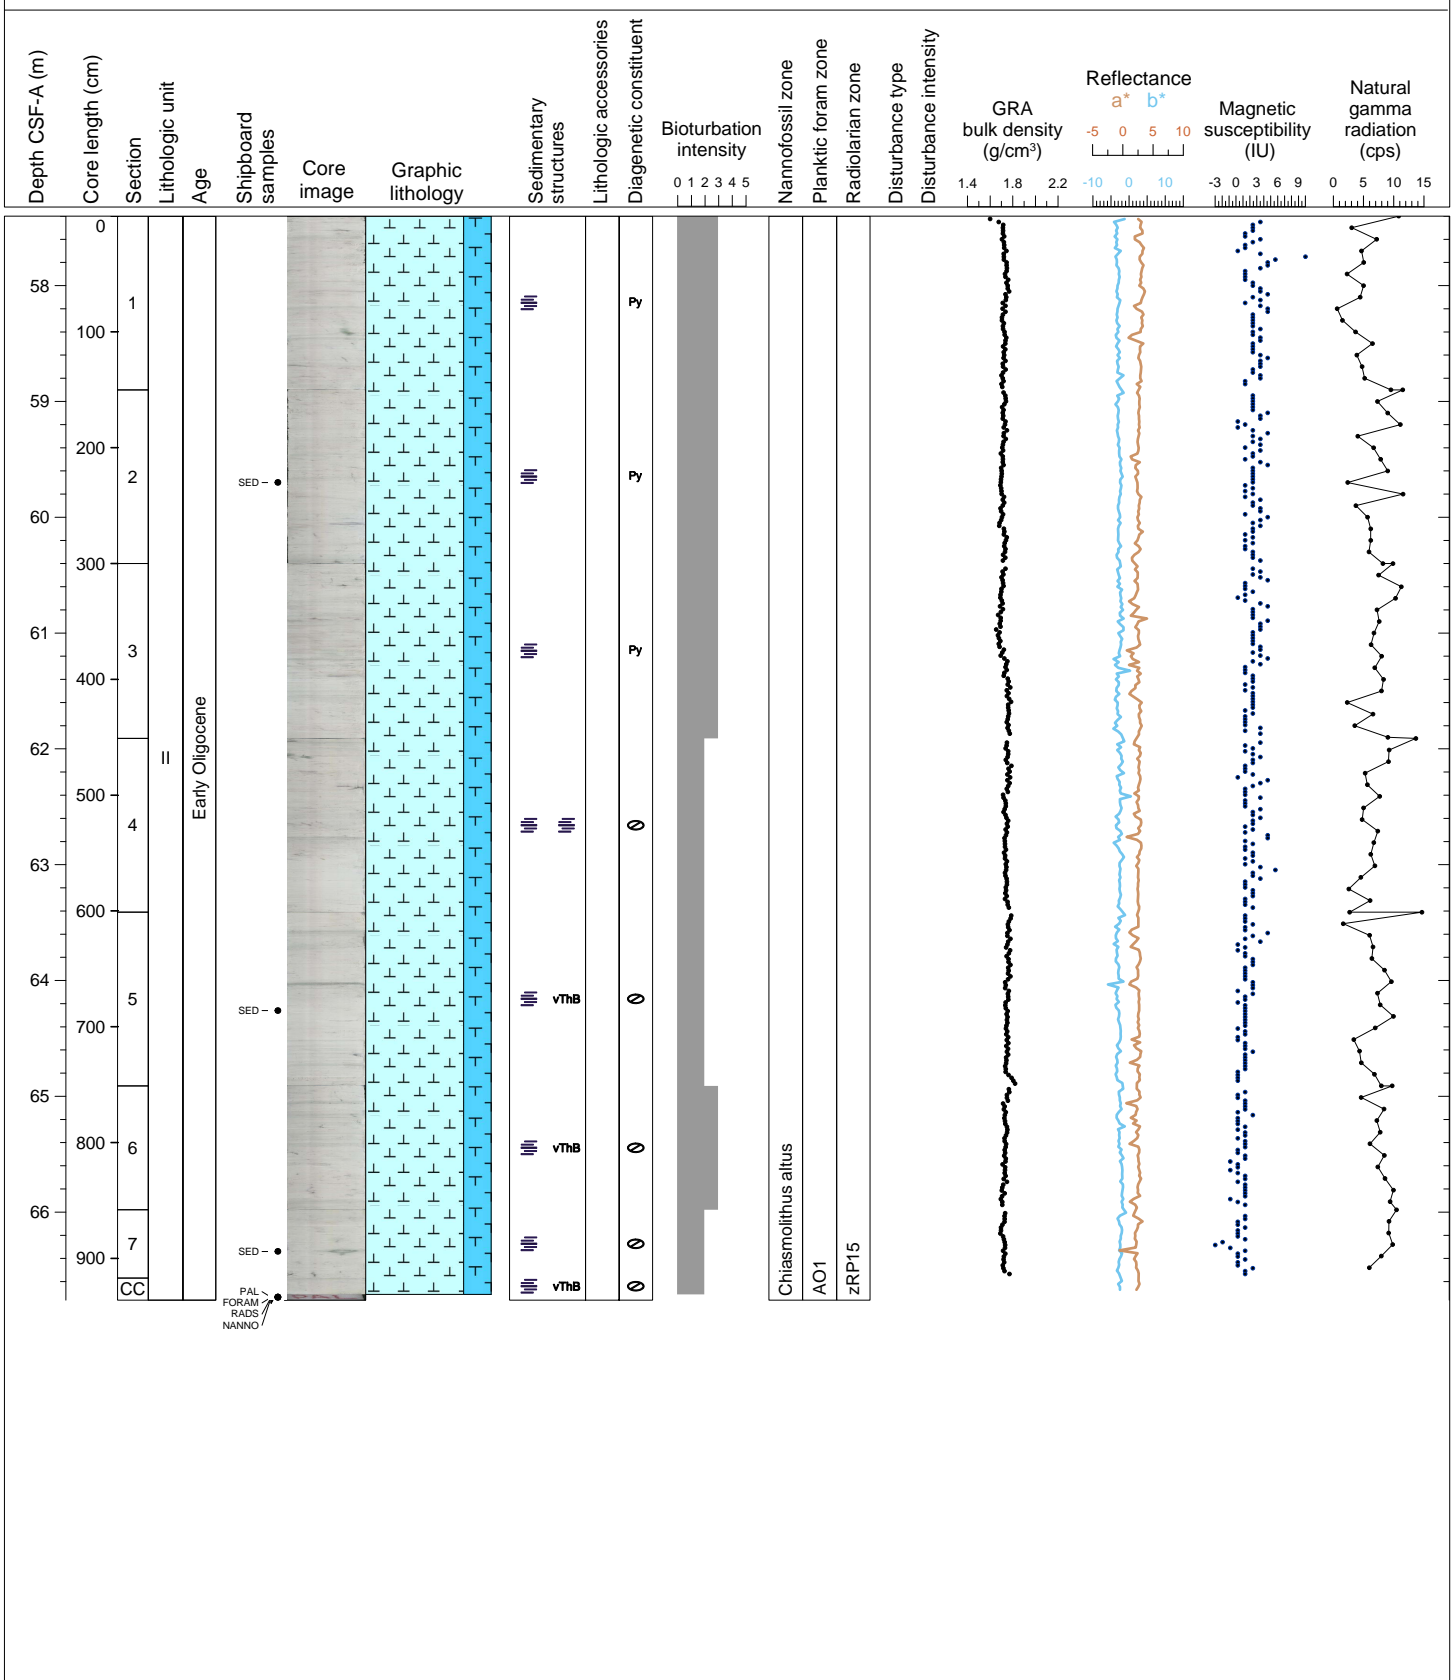 Depth CSF-A (m)
Core length (cm)
Section
Lithologic unit
Age
Shipboard
samples
Core
image
Graphic
lithology
Sedimentary
structures
Lithologic accessories
Diagenetic constituent
Bioturbation
intensity
0 1 2 3 4 5
Nannofossil zone
Planktic foram zone
Radiolarian zone
Disturbance type
Disturbance intensity
GRA
bulk density
(g/cm³)
1.4 1.8 2.2
Reflectance
a* b*
-5 0 5 10
-10 0 10
Magnetic
susceptibility
(IU)
-3 0 3 6 9
Natural
gamma
radiation
(cps)
0 5 10 15
0
58
1
Py
100
59
200
2
SED
Py
60
300
61
3
Py
400
Early Oligocene
62
II
500
4
63
600
64
5
vThB
SED
700
65
800
6
vThB
66
7
SED
900
CC
vThB
PAL
FORAM
RADS
NANNO
Chiasmolithus altus
AO1
zRP15